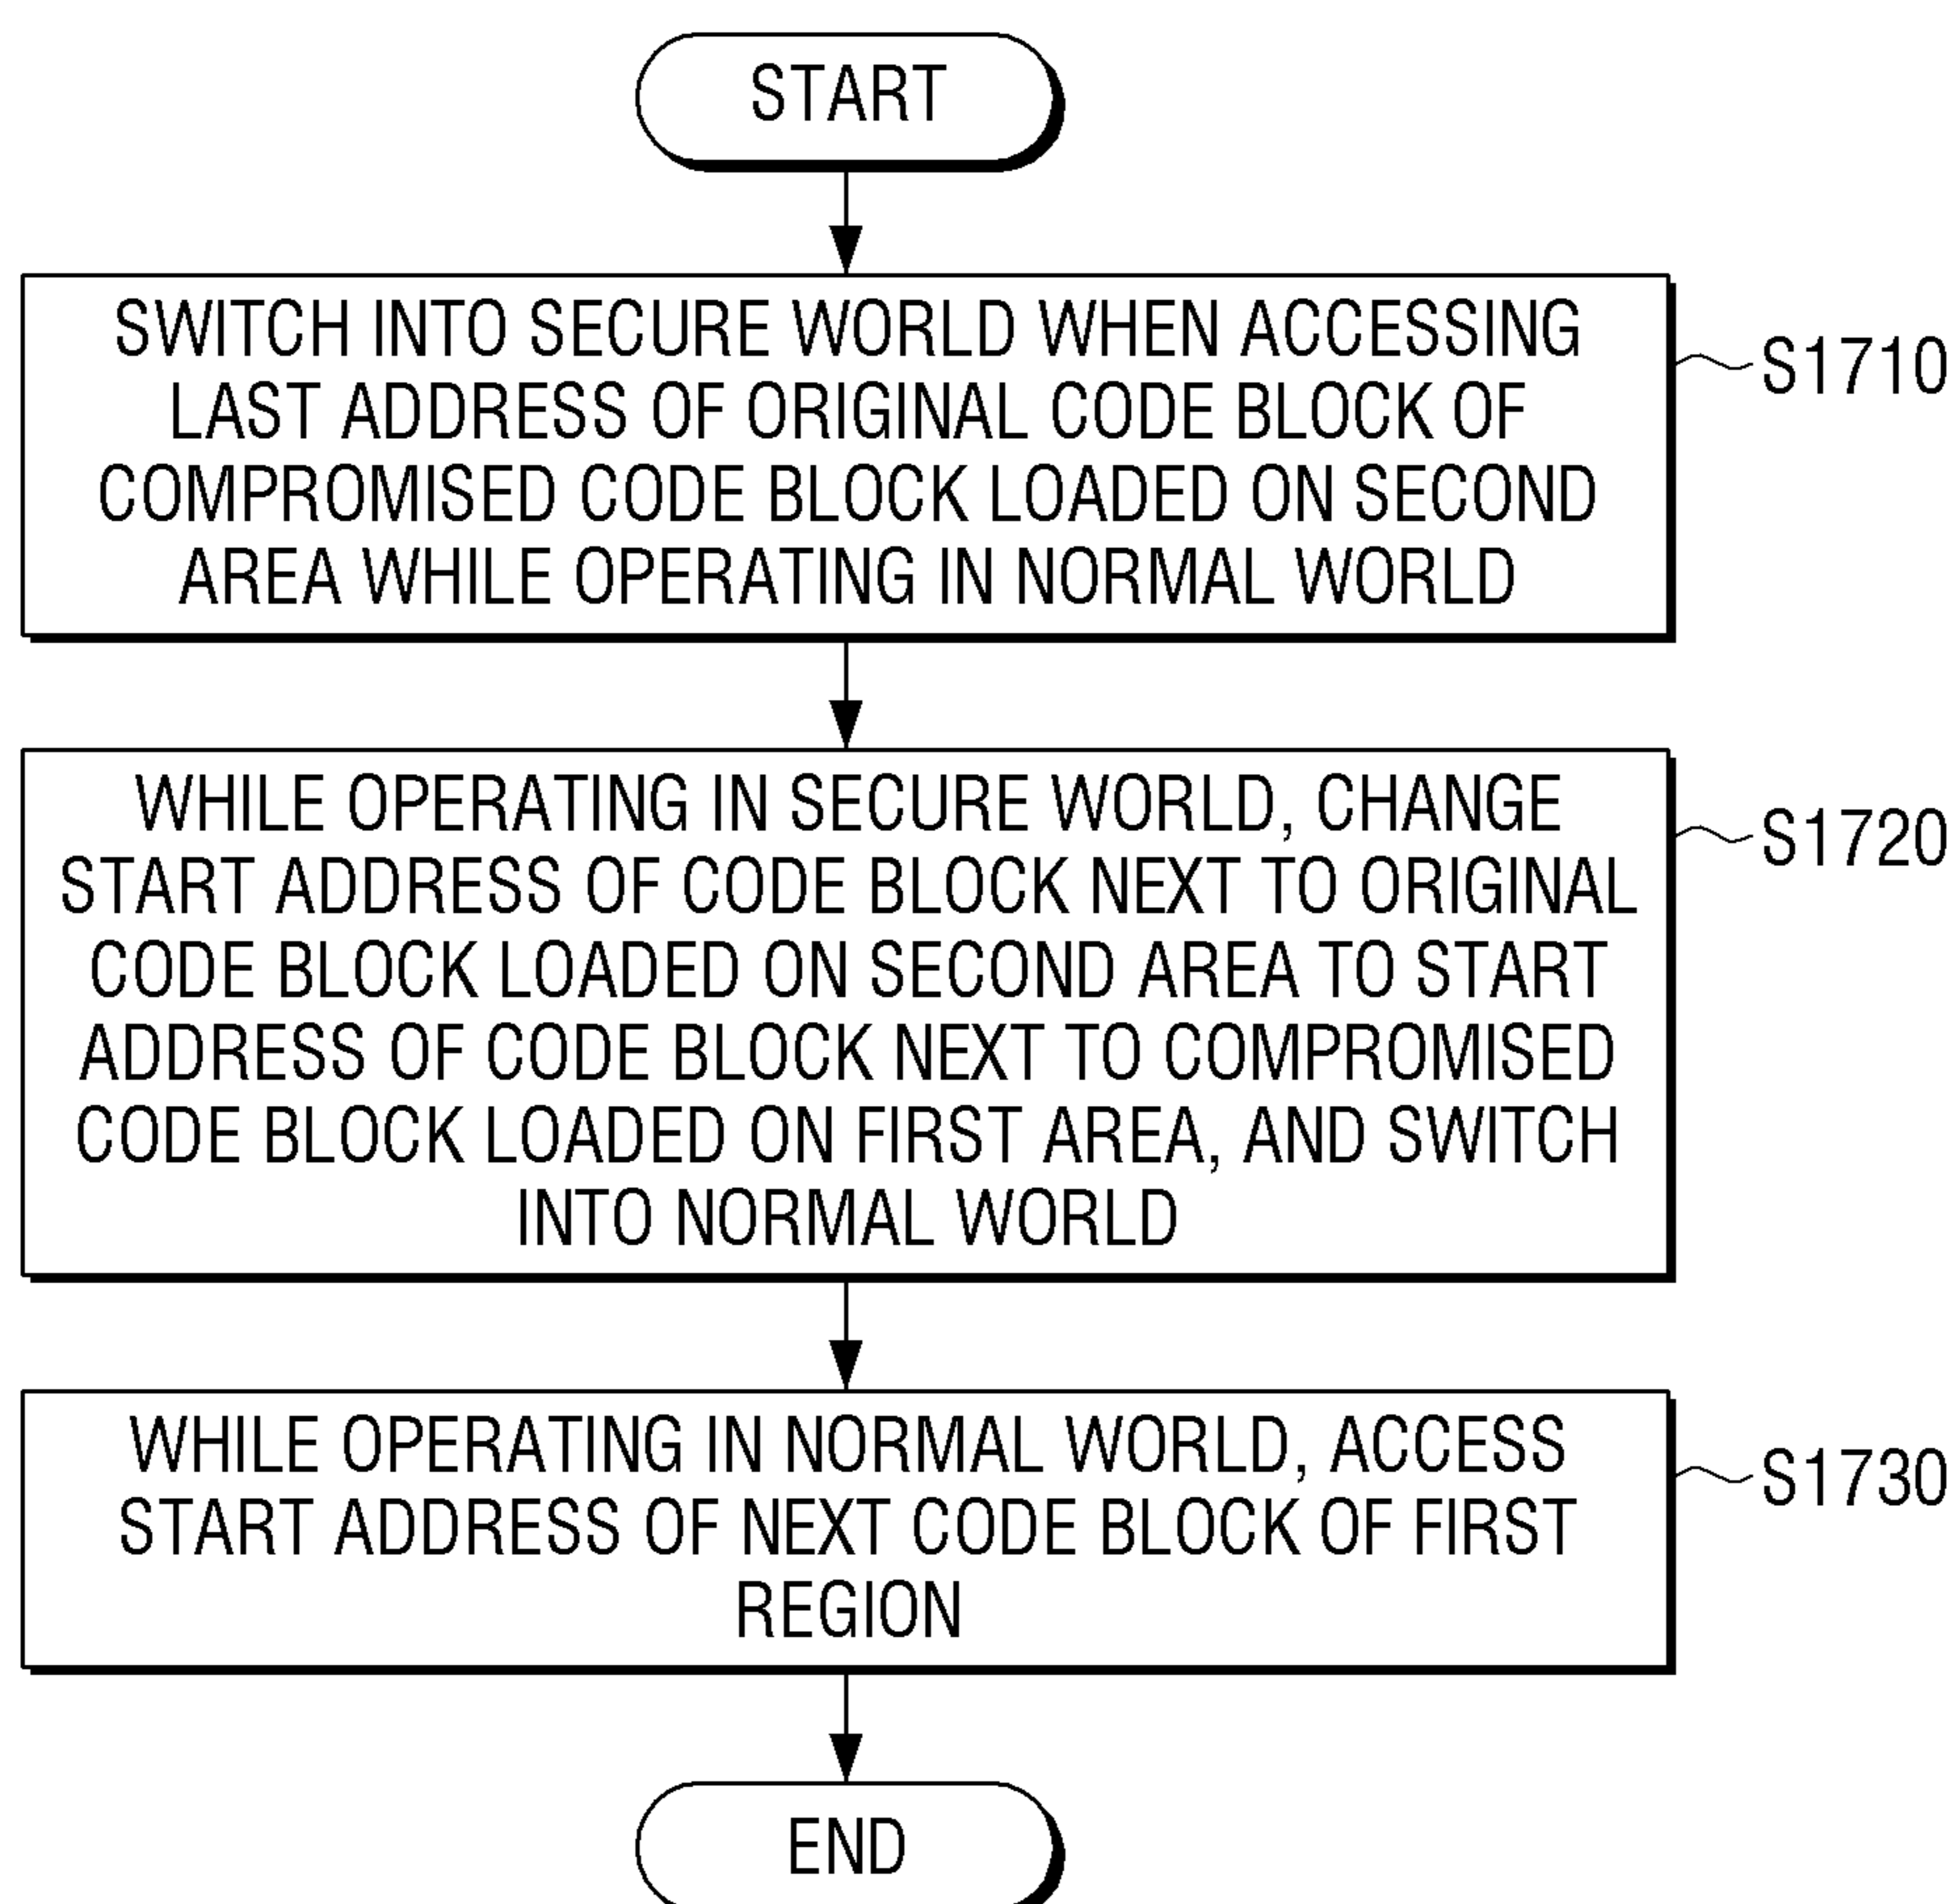 START
SWITCH INTO SECURE WORLD WHEN ACCESSING
LAST ADDRESS OF ORIGINAL CODE BLOCK OF
COMPROMISED CODE BLOCK LOADED ON SECOND
AREA WHILE OPERATING IN NORMAL WORLD
S1710
WHILE OPERATING IN SECURE WORLD, CHANGE
START ADDRESS OF CODE BLOCK NEXT TO ORIGINAL
CODE BLOCK LOADED ON SECOND AREA TO START
ADDRESS OF CODE BLOCK NEXT TO COMPROMISED
CODE BLOCK LOADED ON FIRST AREA, AND SWITCH
INTO NORMAL WORLD
S1720
WHILE OPERATING IN NORMAL WORLD, ACCESS
START ADDRESS OF NEXT CODE BLOCK OF FIRST
REGION
S1730
END